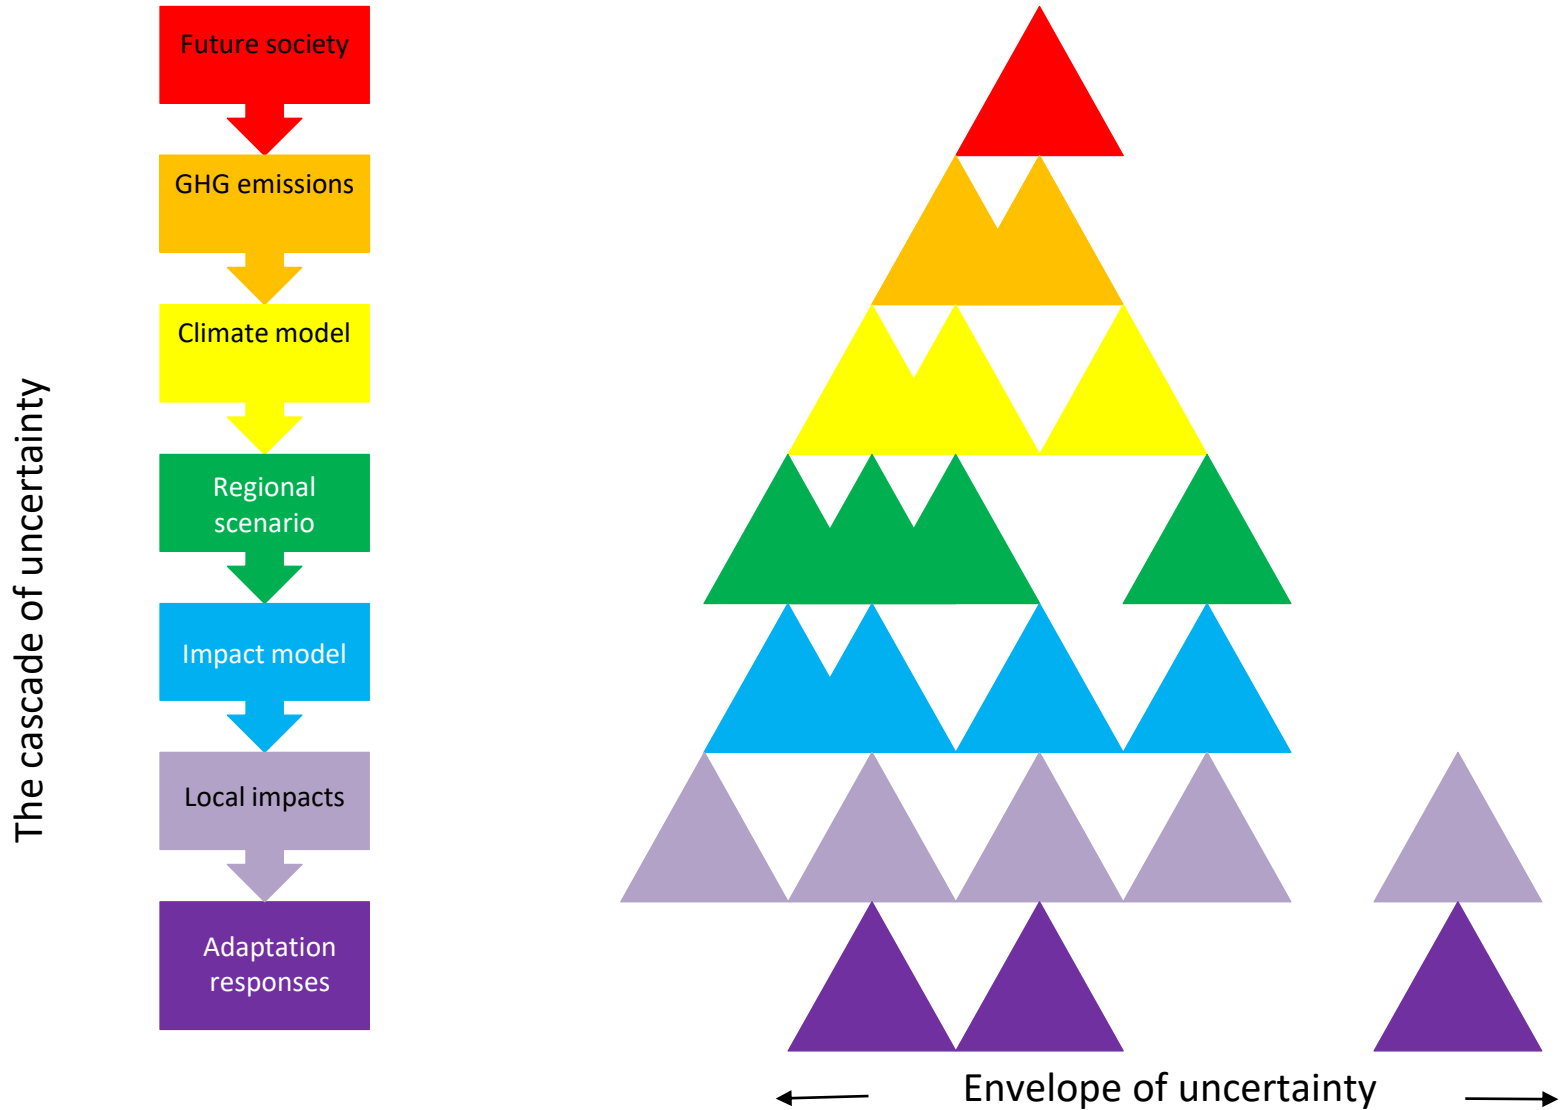 The cascade of uncertainty
Future society
GHG emissions
Climate model
Regional
scenario
Impact model
Local impacts
Adaptation
responses
Envelope of uncertainty